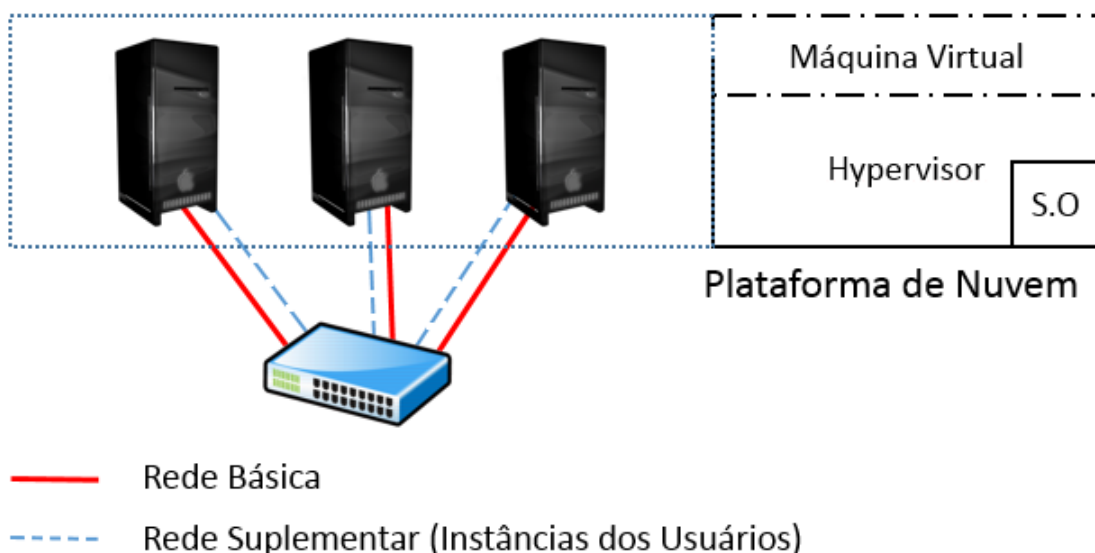 Máquina Virtual
Hypervisor
S.O
Plataforma de Nuvem
Rede Básica
Rede Suplementar (Instâncias dos Usuários)